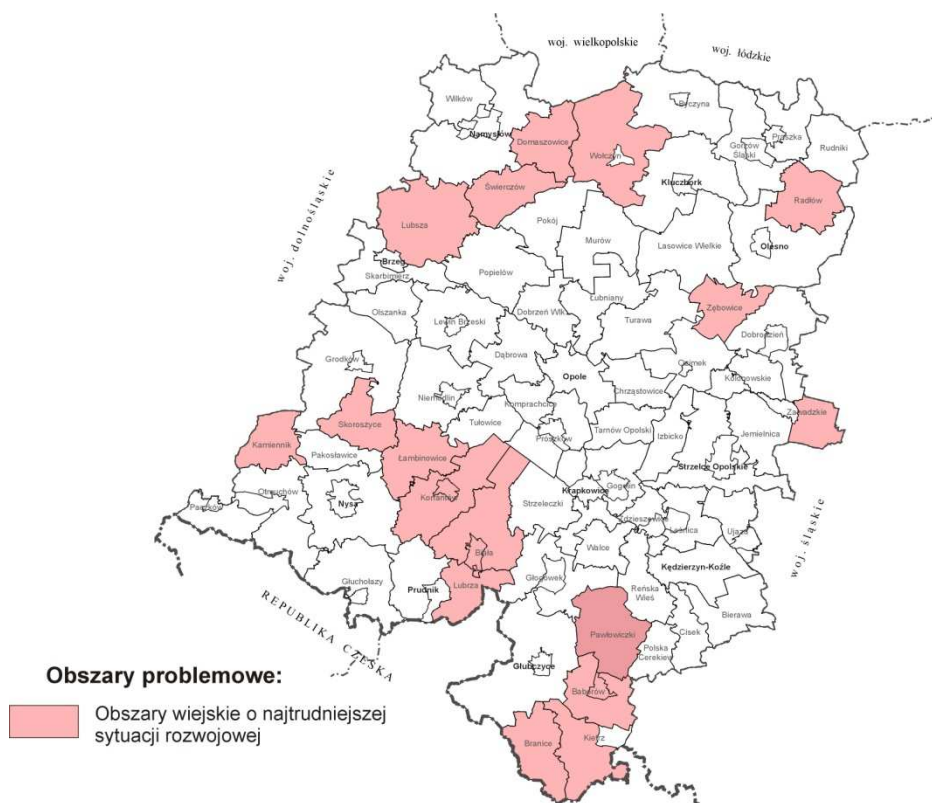 woj. wielkopolskie
woj. łódzkie
Wilków
Byczyna
Namysłów
Praszka
Domaszowice
Gorzów
Śląski
Rudniki
Wołczyn
Kluczbork
Świerczów
Radłów
woj. dolnośląskie
Lubsza
Pokój
Murów
Lasowice Wielkie
Olesno
Brzeg
Skarbimierz
Popielów
Łubniany
Zębowice
Olszanka
Lewin Brzeski
Dobrzeń Wlk.
Turawa
Dobrodzień
Grodków
Dąbrowa
Opole
Ozimek
Kolonowskie
Niemodlin
Komprachcice
Chrząstowice
Zawadzkie
Skoroszyce
Tułowice
Prószków
Tarnów Opolski
Izbicko
Jemielnica
Kamiennik
Pakosławice
Łambinowice
Strzelce Opolskie
Otmuchów
Korfantów
Krapkowice
Gogolin
Paczków
Nysa
Strzeleczki
Zdzieszowice
Leśnica
Ujazd
woj. śląskie
Biała
Walce
Kędzierzyn-Koźle
Głuchołazy
Prudnik
Lubrza
Głogówek
Reńska
Wieś
Bierawa
REPUBLIKA CZESKA
Pawłowiczki
Cisek
Polska
Cerekiew
Głubczyce
Baborów
Branice
Kietrz
Obszary problemowe:
Obszary wiejskie o najtrudniejszej
sytuacji rozwojowej